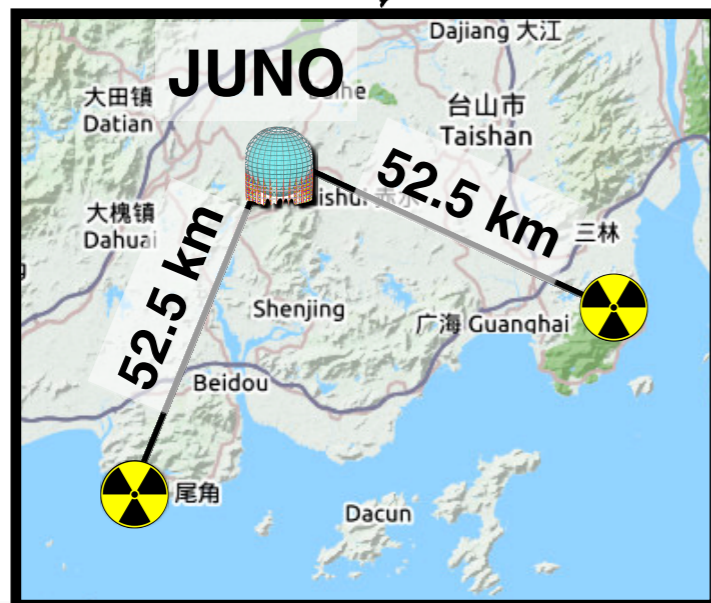 Dajiang 大江
JUNO
大田镇
Datian
台山市
Taishan
52.5 km
大槐镇
Dahuai
三林
52.5 km
Shenjing
广海 Guanghai
Beidou
尾角
Dacun